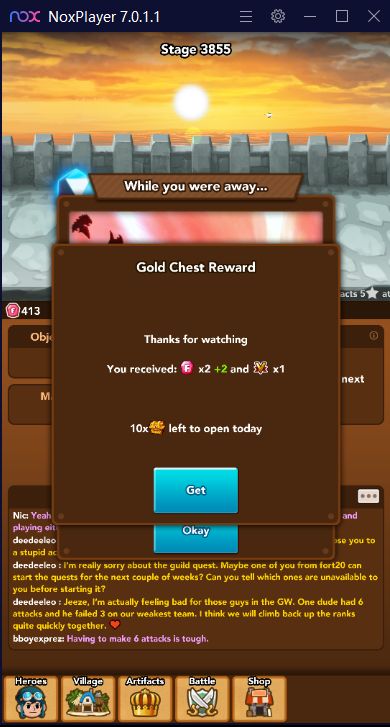 NoxPlayer 7.0.1.1
Stage 3855
While you were away...
acts 5
413
Gold Chest Reward
Thanks for watching
You received: x2 +2 and x1
next
10x left to open today
Get
Okay
Nic: Yeah and
playing
deedeeleo ose you to
a stupid
deedeeleo : I'm really sorry about the guild quest. Maybe one of you from fort20 can
start the quests for the next couple of weeks? Can you tell which ones are unavailable to
you before starting it?
deedeeleo : Jeeze, I'm actually feeling bad for those guys in the GW. One dude had 6
attacks and he failed 3 on our weakest team. I think we will climb back up the ranks
quite quickly together.
bboyexprez: Having to make 6 attacks is tough.
Heroes Village Artifacts Battle Shop